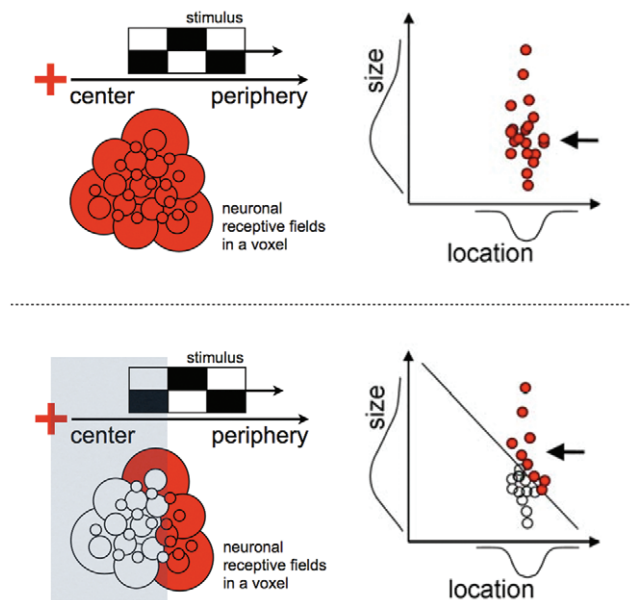 stimulus
center periphery
neuronal
receptive fields
in a voxel
size
location
stimulus
center periphery
neuronal
receptive fields
in a voxel
size
location